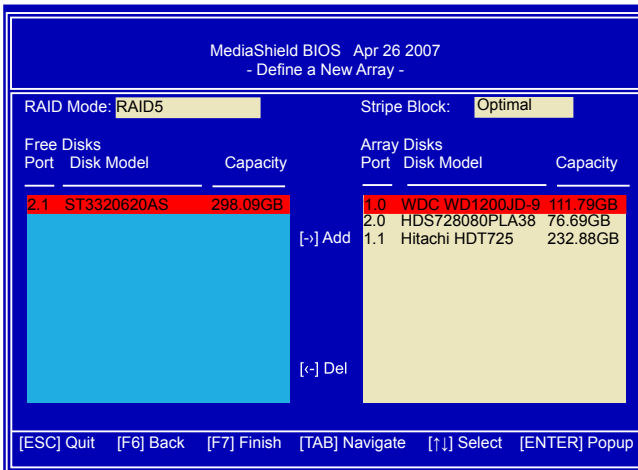 MediaShield BIOS   Apr 26 2007
- Define a New Array -
RAID Mode: RAID5
Stripe Block: Optimal
Free Disks
Port Disk Model Capacity
2.1 ST3320620AS 298.09GB
[->] Add
[<-] Del
Array Disks
Port Disk Model Capacity
1.0 WDC WD1200JD-9 111.79GB
2.0 HDS728080PLA38 76.69GB
1.1 Hitachi HDT725 232.88GB
[ESC] Quit [F6] Back [F7] Finish [TAB] Navigate [↑↓] Select [ENTER] Popup